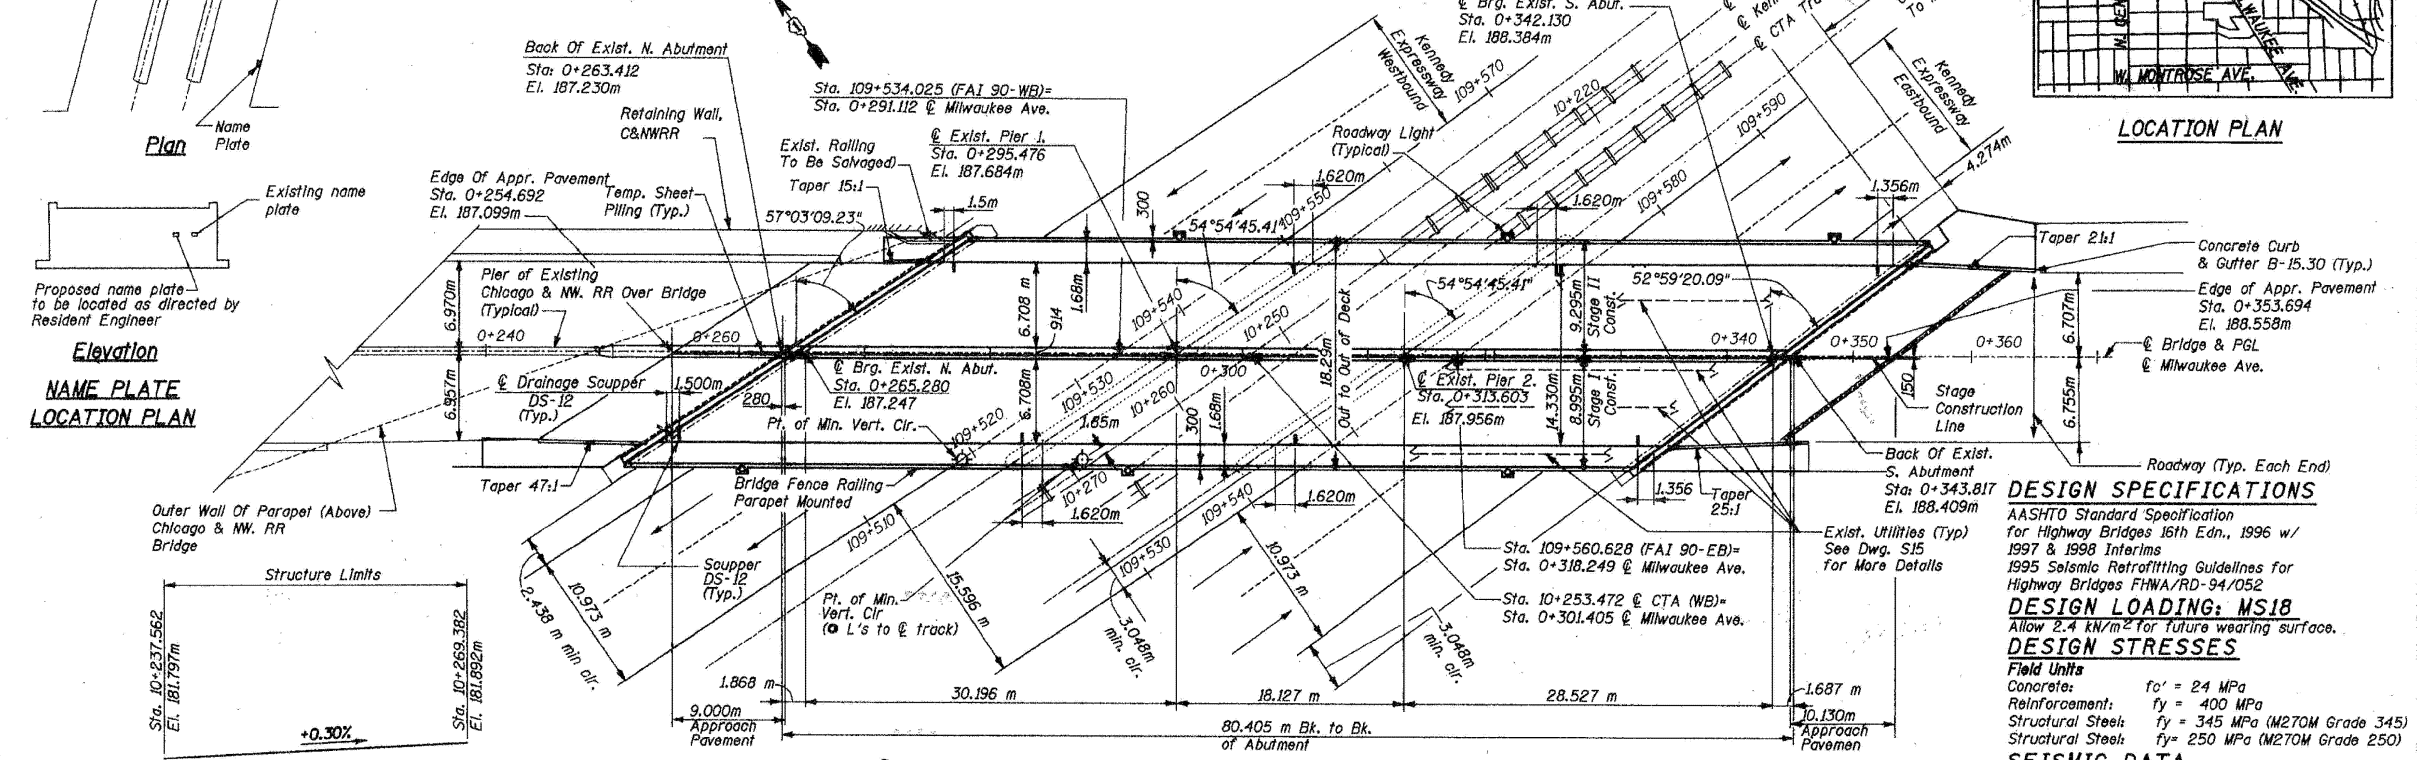 Plan
Name
Plate
Existing name
plate
Proposed name plate
to be located as directed by
Resident Engineer
Elevation
NAME PLATE
LOCATION PLAN
Back Of Exist. N. Abutment
Sta: 0+263.412
El. 187.230m
Retaining Wall,
C&NWRR
Edge Of Appr. Pavement
Sta. 0+254.692
El. 187.099m
Temp. Sheet
Piling (Typ.)
Sta. 109+534.025 (FAI 90-WB)=
Sta. 0+291.112 ℄ Milwaukee Ave.
Exist. Railing
To Be Salvaged)
Taper 15:1
℄ Exist. Pier 1.
Sta. 0+295.476
El. 187.684m
57°03'09.23"
1.5m
Pier of Existing
Chicago & NW. RR Over Bridge
(Typical)
6.970m
6.957m
0+240
0+260
℄ Drainage Scupper
DS-12
(Typ.)
1.500m
280
℄ Brg. Exist. N. Abut.
Sta. 0+265.280
El. 187.247
Pt. of Min. Vert. Clr.
Taper 47:1
Outer Wall Of Parapet (Above)
Chicago & NW. RR
Bridge
Bridge Fence Railing
Parapet Mounted
Scupper
DS-12
(Typ.)
Pt. of Min.
Vert. Clr
(O L's to ℄ track)
℄ Brg. Exist. S. Abut.
Sta. 0+342.130
El. 188.384m
Kennedy
Expressway
Westbound
℄ CTA
Kennedy
Expressway
Eastbound
4.274m
Roadway Light
(Typical)
109+570
10+220
109+590
109+580
109+550
1.620m
1.620m
1.356m
300
54°54'45.41"
54°54'45.41"
52°59'20.09"
6.708 m
6.708m
1.68m
914
109+540
10+250
109+530
10+260
109+520
1.65m
10+270
109+510
300
1.68m
0+300
18.29m
Out to Out of Deck
9.295m
Stage II
Const.
14.330m
8.995m
Stage I
Const.
℄ Exist. Pier 2.
Sta. 0+313.603
El. 187.956m
0+340
0+350
0+360
150
Taper 21:1
Concrete Curb
& Gutter B-15.30 (Typ.)
Edge of Appr. Pavement
Sta. 0+353.694
El. 188.558m
6.707m
6.755m
℄ Bridge & PGL
℄ Milwaukee Ave.
Stage
Construction
Line
Back Of Exist.
S. Abutment
Sta: 0+343.817
El. 188.409m
Roadway (Typ. Each End)
1.356
Taper
25:1
Exist. Utilities (Typ)
See Dwg. S15
for More Details
1.620m
1.620m
109+540
109+530
Sta. 109+560.628 (FAI 90-EB)=
Sta. 0+318.249 ℄ Milwaukee Ave.
Sta. 10+253.472 ℄ CTA (WB)=
Sta. 0+301.405 ℄ Milwaukee Ave.
10.973 m
2.438 m min clr.
15.596 m
3.048m
min. clr.
10.973 m
3.048m
min. clr.
1.868 m
30.196 m
18.127 m
28.527 m
1.687 m
9.000m
Approach
Pavement
80.405 m Bk. to Bk.
of Abutment
10.130m
Approach
Pavemen
Structure Limits
Sta. 10+237.562
El. 181.797m
Sta. 10+269.382
El. 181.892m
+0.30%
W. MONTROSE AVE.
LOCATION PLAN
DESIGN SPECIFICATIONS
AASHTO Standard Specification
for Highway Bridges 16th Edn., 1996 w/
1997 & 1998 Interims
1995 Seismic Retrofitting Guidelines for
Highway Bridges FHWA/RD-94/052
DESIGN LOADING: MS18
Allow 2.4 kN/m² for future wearing surface.
DESIGN STRESSES
Field Units
Concrete: fc' = 24 MPa
Reinforcement: fy = 400 MPa
Structural Steel: fy = 345 MPa (M270M Grade 345)
Structural Steel: fy= 250 MPa (M270M Grade 250)
SEISMIC DATA